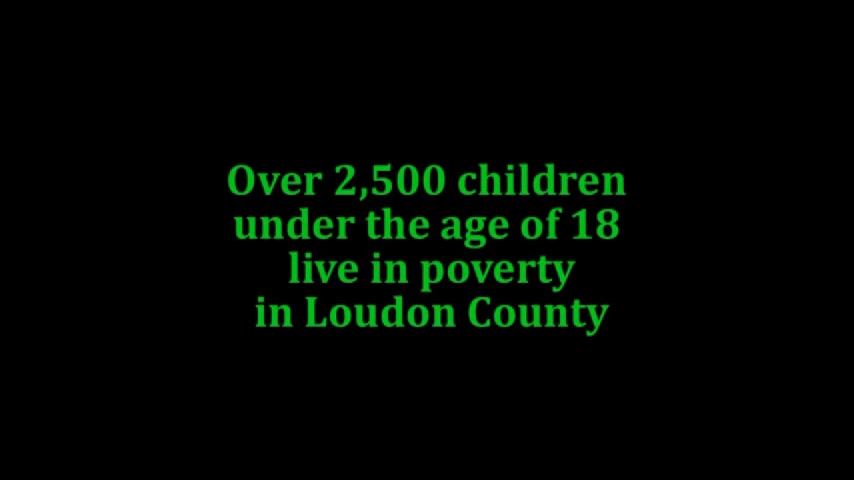 Over 2,500 children
under the age of 18
live in poverty
in Loudon County